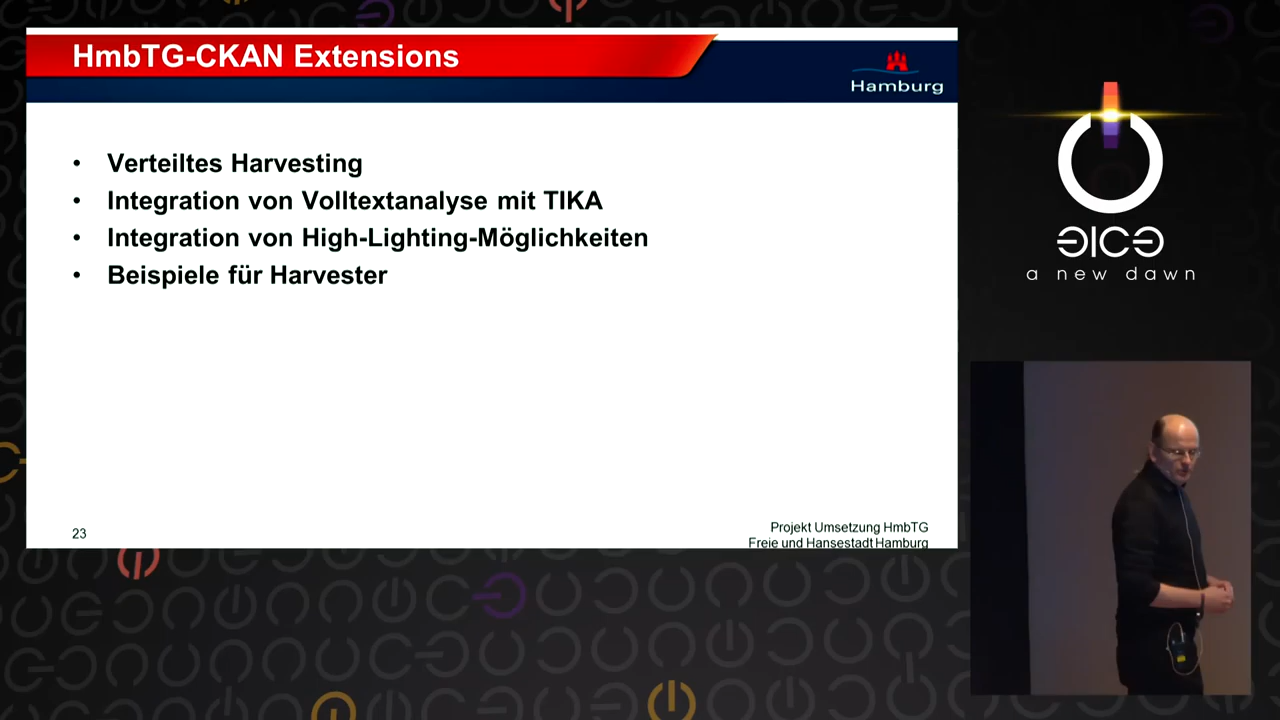 HmbTG-CKAN Extensions
Hamburg
• Verteiltes Harvesting
• Integration von Volltextanalyse mit TIKA
• Integration von High-Lighting-Möglichkeiten
• Beispiele für Harvester
23
Projekt Umsetzung HmbTG
Freie und Hansestadt Hamburg
a new dawn